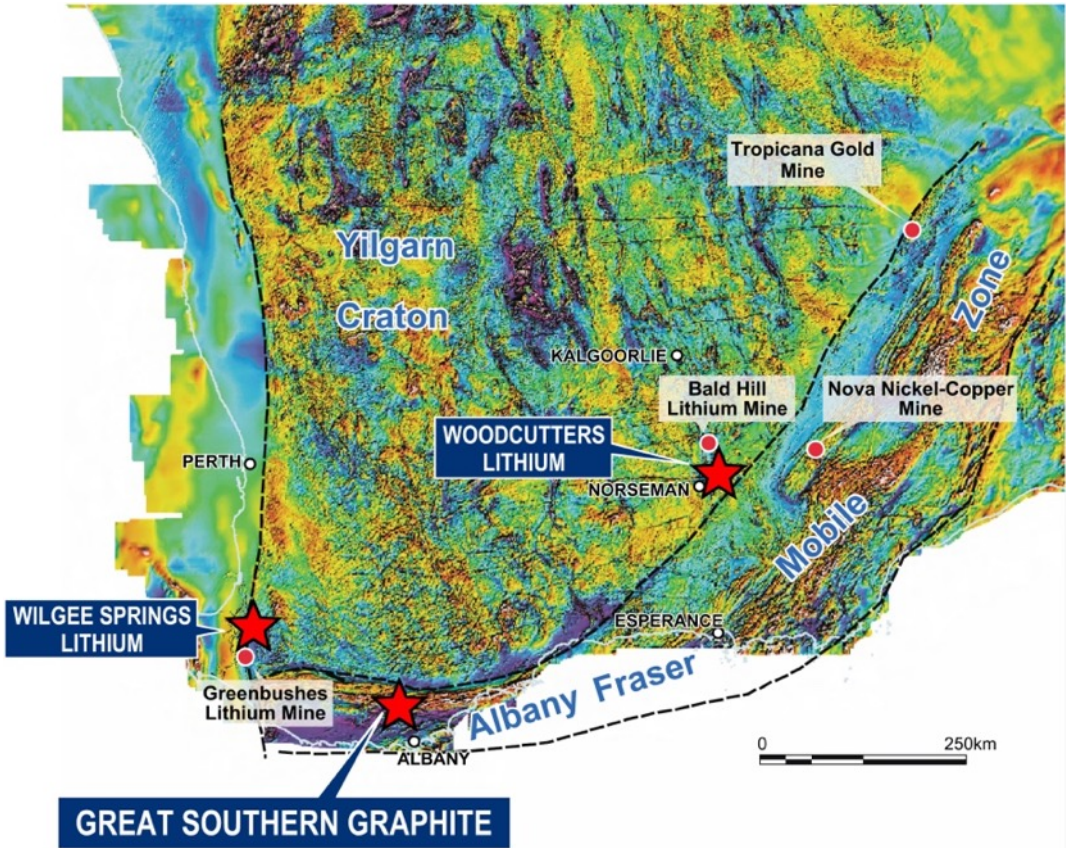 Tropicana Gold
Mine
Yilgarn
Craton
Zone
KALGOORLIE
Bald Hill
Lithium Mine
Nova Nickel-Copper
Mine
WOODCUTTERS
LITHIUM
PERTH
NORSEMAN
Mobile
WILGEE SPRINGS
LITHIUM
ESPERANCE
Greenbushes
Lithium Mine
Albany Fraser
ALBANY
0 250km
GREAT SOUTHERN GRAPHITE